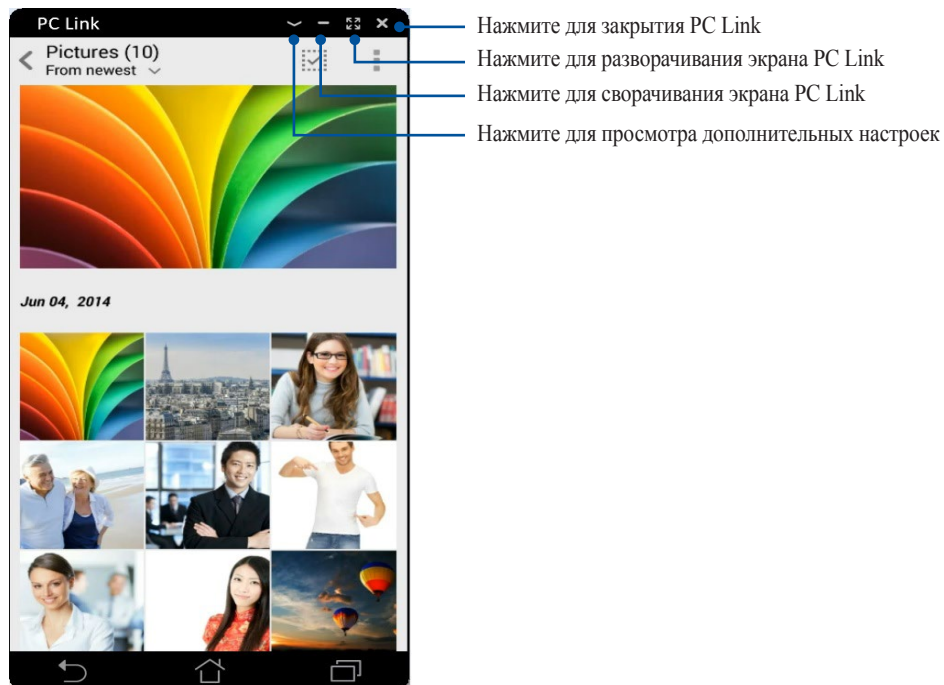 PC Link
Pictures (10)
From newest
Jun 04, 2014
Нажмите для закрытия PC Link
Нажмите для разворачивания экрана PC Link
Нажмите для сворачивания экрана PC Link
Нажмите для просмотра дополнительных настроек